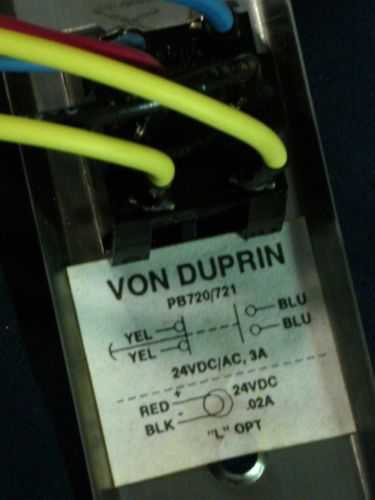 VON DUPRIN
PB720/721
YEL BLU
YEL BLU
24VDC/AC, 3A
RED + 24VDC
BLK - .02A
"L" OPT